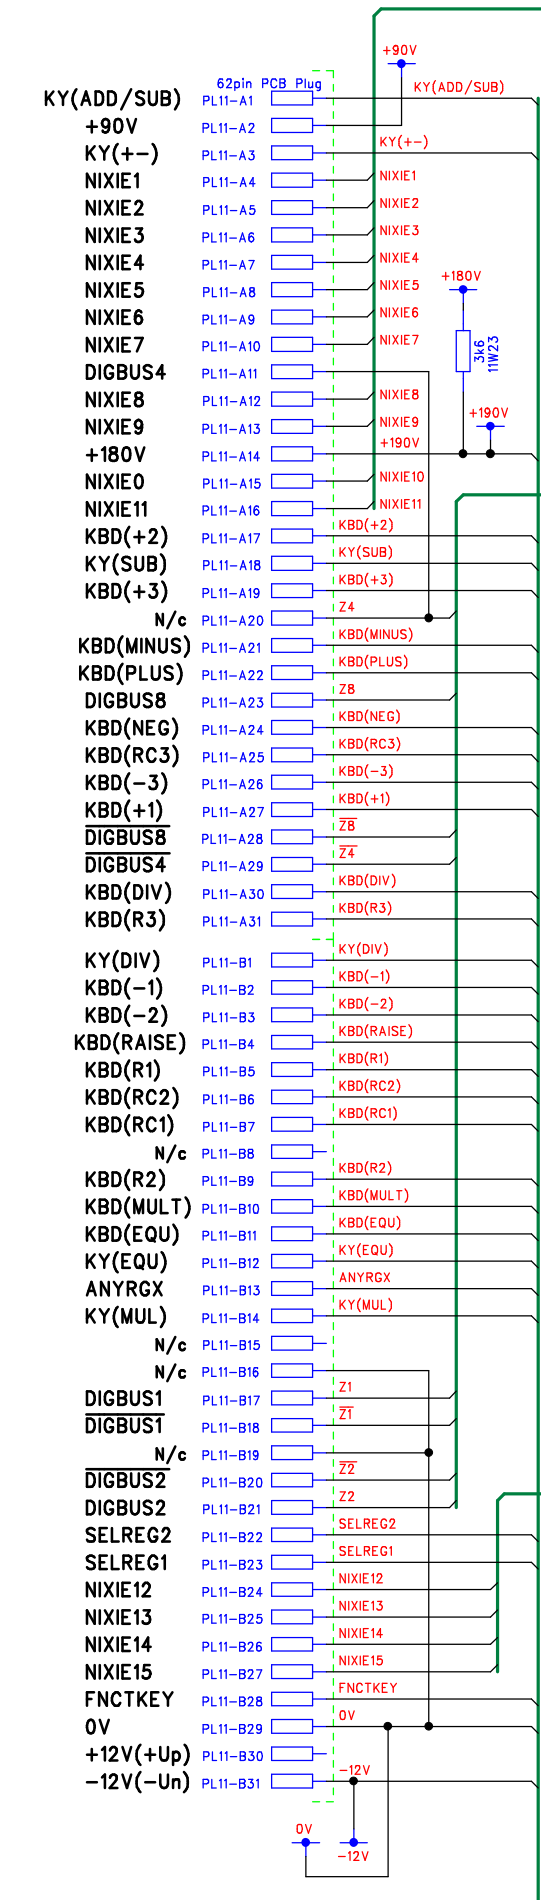 +90V
62pin PCB Plug
KY(ADD/SUB) PL11-A1 KY(ADD/SUB)
+90V PL11-A2
KY(+-) PL11-A3 KY(+-)
NIXIE1 PL11-A4 NIXIE1
NIXIE2 PL11-A5 NIXIE2
NIXIE3 PL11-A6 NIXIE3
NIXIE4 PL11-A7 NIXIE4
+180V
NIXIE5 PL11-A8 NIXIE5
NIXIE6 PL11-A9 NIXIE6
NIXIE7 PL11-A10 NIXIE7
3k6
11W23
DIGBUS4 PL11-A11
NIXIE8 PL11-A12 NIXIE8
+190V
NIXIE9 PL11-A13 NIXIE9
+180V PL11-A14 +190V
NIXIE0 PL11-A15 NIXIE10
NIXIE11 PL11-A16 NIXIE11
KBD(+2) PL11-A17 KBD(+2)
KY(SUB) PL11-A18 KY(SUB)
KBD(+3) PL11-A19 KBD(+3)
N/c PL11-A20 Z4
KBD(MINUS) PL11-A21 KBD(MINUS)
KBD(PLUS) PL11-A22 KBD(PLUS)
DIGBUS8 PL11-A23 Z8
KBD(NEG) PL11-A24 KBD(NEG)
KBD(RC3) PL11-A25 KBD(RC3)
KBD(-3) PL11-A26 KBD(-3)
KBD(+1) PL11-A27 KBD(+1)
D̅I̅G̅B̅U̅S̅8̅ PL11-A28 Z̅8̅
D̅I̅G̅B̅U̅S̅4̅ PL11-A29 Z̅4̅
KBD(DIV) PL11-A30 KBD(DIV)
KBD(R3) PL11-A31 KBD(R3)
KY(DIV) PL11-B1 KY(DIV)
KBD(-1) PL11-B2 KBD(-1)
KBD(-2) PL11-B3 KBD(-2)
KBD(RAISE) PL11-B4 KBD(RAISE)
KBD(R1) PL11-B5 KBD(R1)
KBD(RC2) PL11-B6 KBD(RC2)
KBD(RC1) PL11-B7 KBD(RC1)
N/c PL11-B8
KBD(R2) PL11-B9 KBD(R2)
KBD(MULT) PL11-B10 KBD(MULT)
KBD(EQU) PL11-B11 KBD(EQU)
KY(EQU) PL11-B12 KY(EQU)
ANYRGX PL11-B13 ANYRGX
KY(MUL) PL11-B14 KY(MUL)
N/c PL11-B15
N/c PL11-B16
DIGBUS1 PL11-B17 Z1
D̅I̅G̅B̅U̅S̅1̅ PL11-B18 Z̅1̅
N/c PL11-B19
D̅I̅G̅B̅U̅S̅2̅ PL11-B20 Z̅2̅
DIGBUS2 PL11-B21 Z2
SELREG2 PL11-B22 SELREG2
SELREG1 PL11-B23 SELREG1
NIXIE12 PL11-B24 NIXIE12
NIXIE13 PL11-B25 NIXIE13
NIXIE14 PL11-B26 NIXIE14
NIXIE15 PL11-B27 NIXIE15
FNCTKEY PL11-B28 FNCTKEY
0V PL11-B29 0V
+12V(+Up) PL11-B30
-12V(-Un) PL11-B31 -12V
0V
-12V